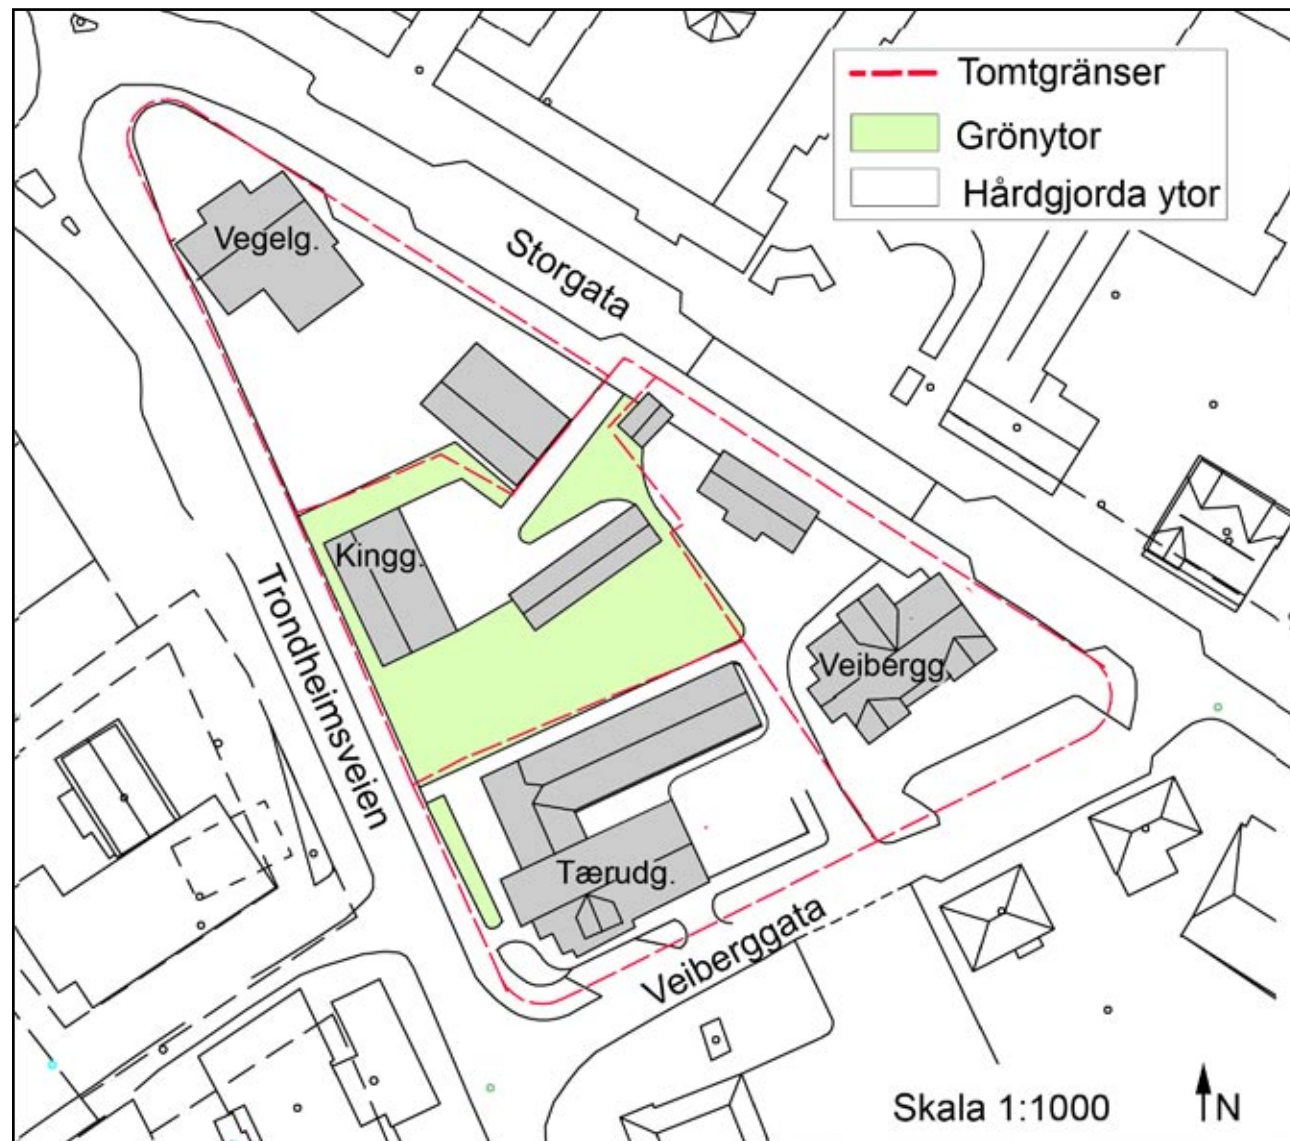 Tomtgränser
Grönytor
Hårdgjorda ytor
Vegelg.
Storgata
Kingg.
Trondheimsveien
Veibergg.
Tærudg.
Veiberggata
Skala 1:1000
N